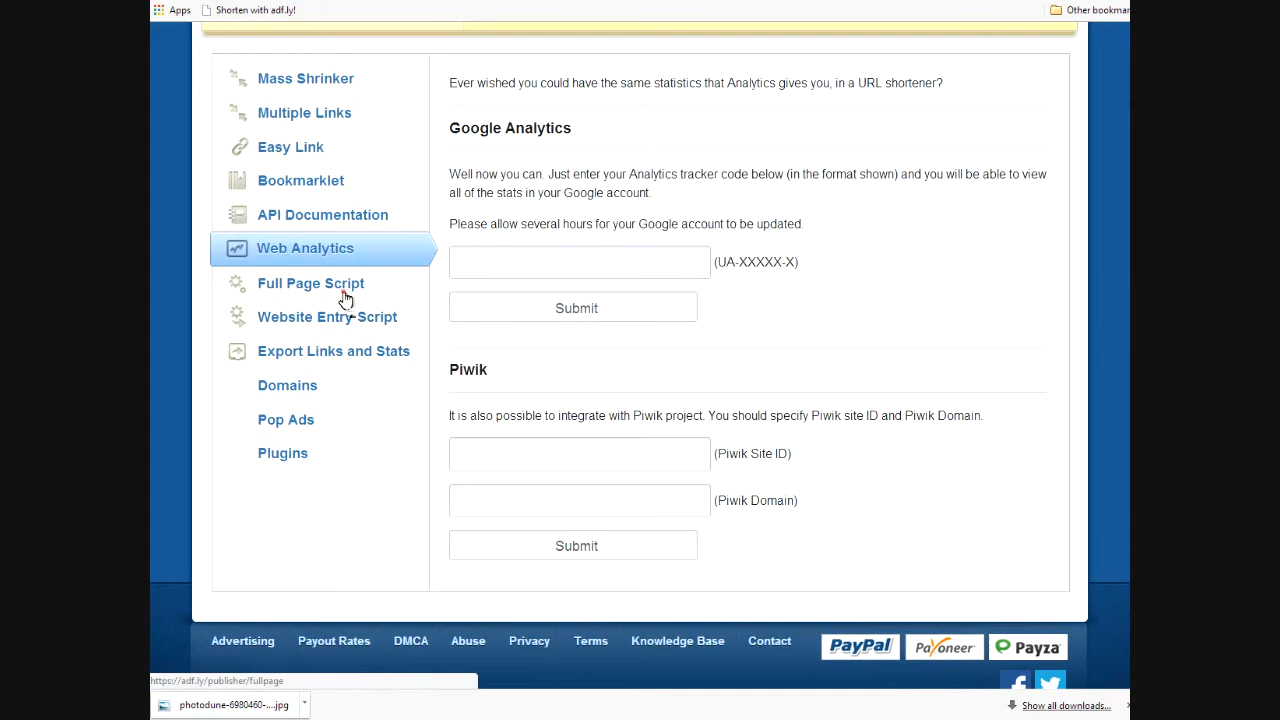 Apps
Shorten with adf.ly!
Other bookmar
Mass Shrinker
Multiple Links
Easy Link
Bookmarklet
API Documentation
Web Analytics
Full Page Script
Website Entry Script
Export Links and Stats
Domains
Pop Ads
Plugins
Ever wished you could have the same statistics that Analytics gives you, in a URL shortener?
Google Analytics
Well now you can. Just enter your Analytics tracker code below (in the format shown) and you will be able to view
all of the stats in your Google account.
Please allow several hours for your Google account to be updated.
(UA-XXXXX-X)
Submit
Piwik
It is also possible to integrate with Piwik project. You should specify Piwik site ID and Piwik Domain.
(Piwik Site ID)
(Piwik Domain)
Submit
Advertising
Payout Rates
DMCA
Abuse
Privacy
Terms
Knowledge Base
Contact
PayPal
Payoneer
Payza
https://adf.ly/publisher/fullpage
photodune-6980460-....jpg
Show all downloads...